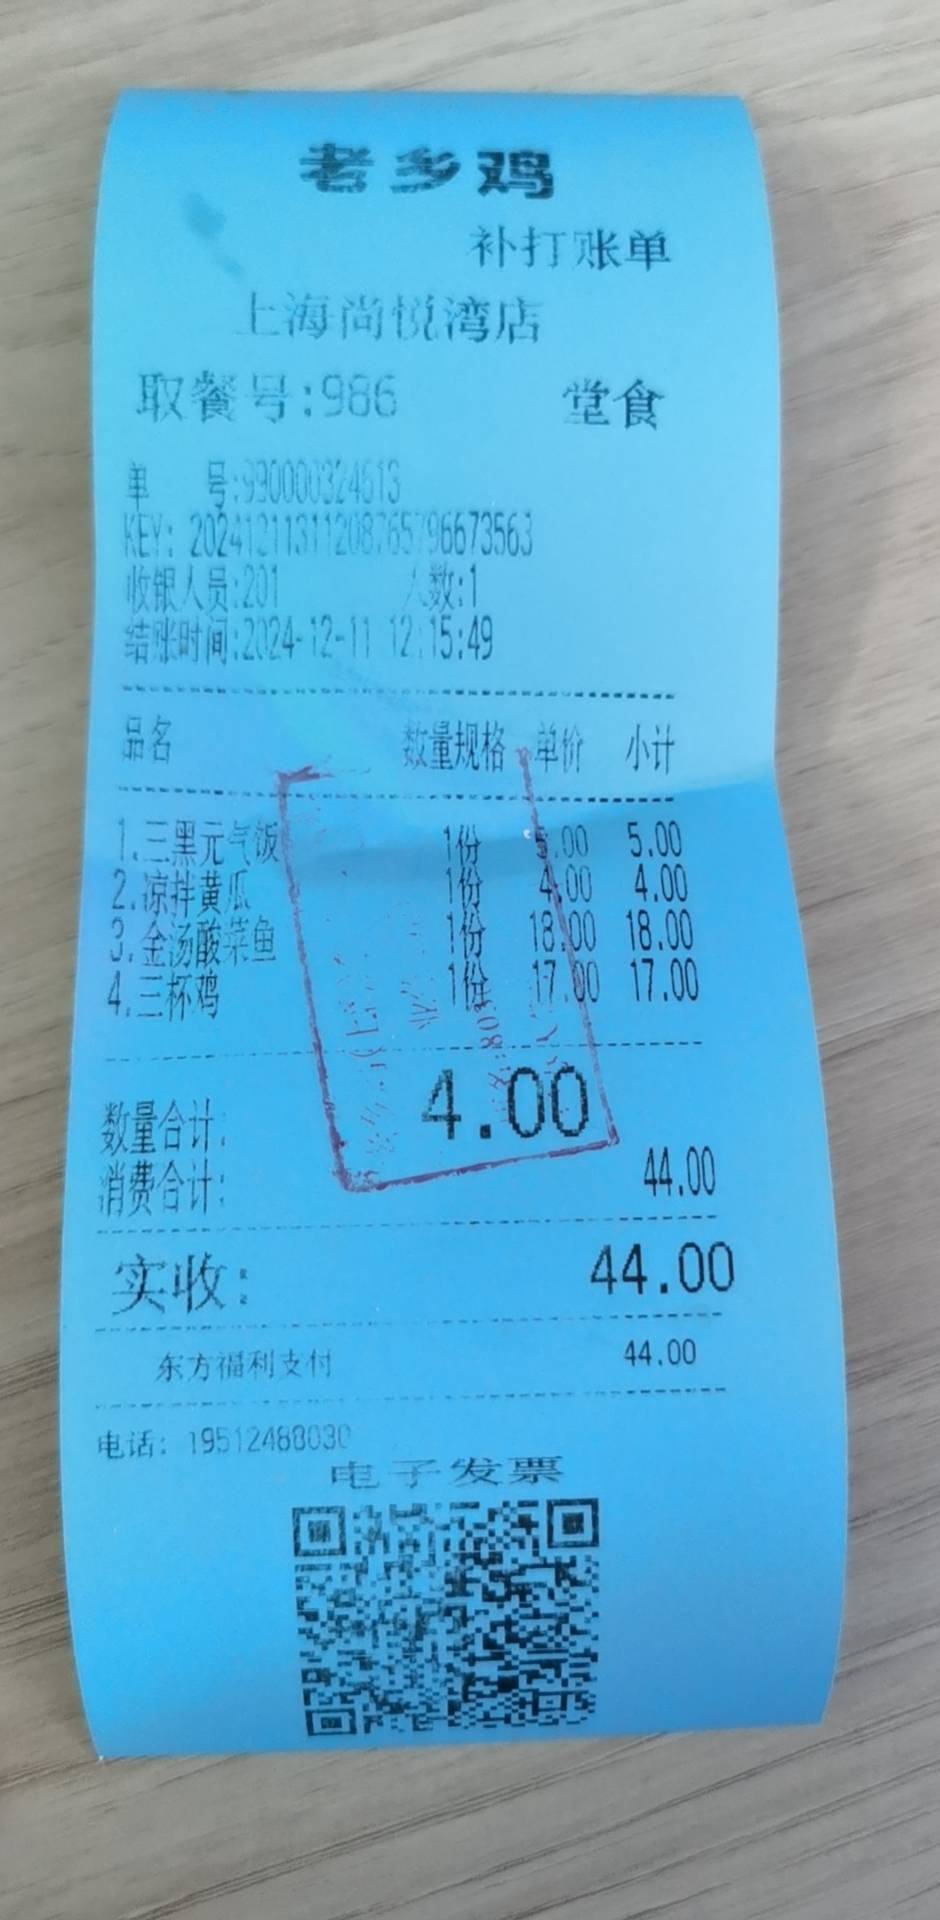 老乡鸡
补打账单
上海尚悦湾店
取餐号:986 堂食
单 号:990000324613
KEY: 20241211311208765796673563
收银人员:201 人数:1
结账时间:2024-12-11 12:15:49
品名 数量规格 单价 小计
1.三黑元气饭 1份 5.00 5.00
2.凉拌黄瓜 1份 4.00 4.00
3.金汤酸菜鱼 1份 18.00 18.00
4.三杯鸡 1份 17.00 17.00
数量合计: 4.00
消费合计: 44.00
实收: 44.00
东方福利支付 44.00
电话: 19512488030
电子发票